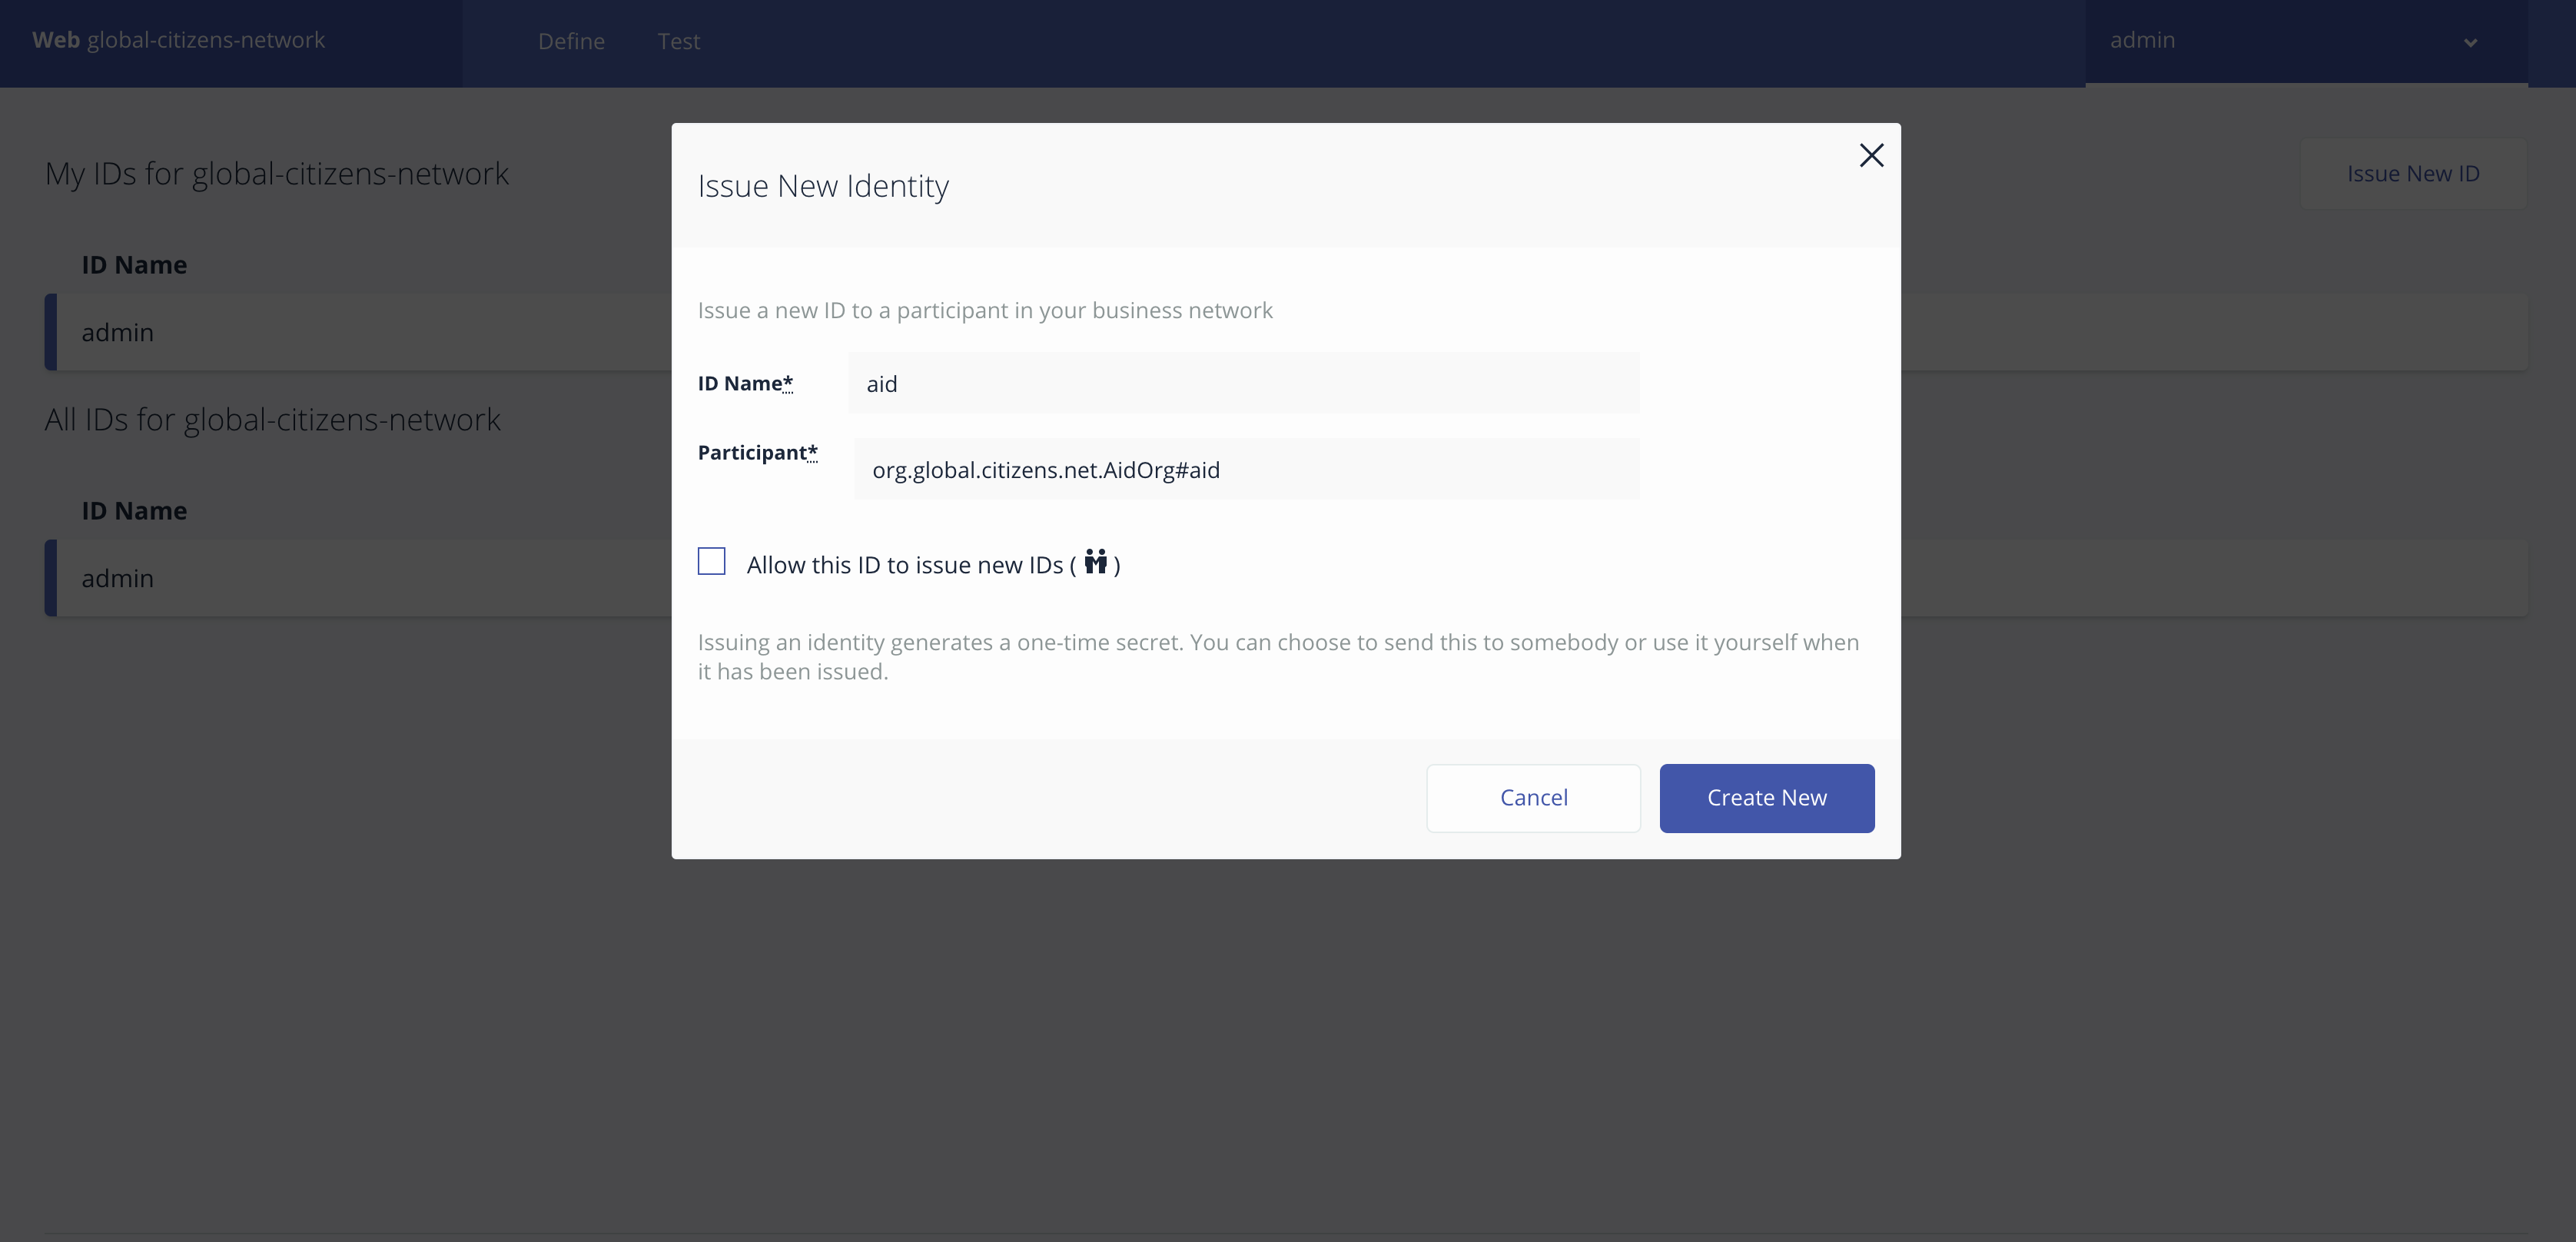 Web global-citizens-network
Define
Test
admin
My IDs for global-citizens-network
Issue New ID
ID Name
admin
All IDs for global-citizens-network
ID Name
admin
Issue New Identity
Issue a new ID to a participant in your business network
ID Name*
aid
Participant*
org.global.citizens.net.AidOrg#aid
Allow this ID to issue new IDs ( )
Issuing an identity generates a one-time secret. You can choose to send this to somebody or use it yourself when
it has been issued.
Cancel
Create New